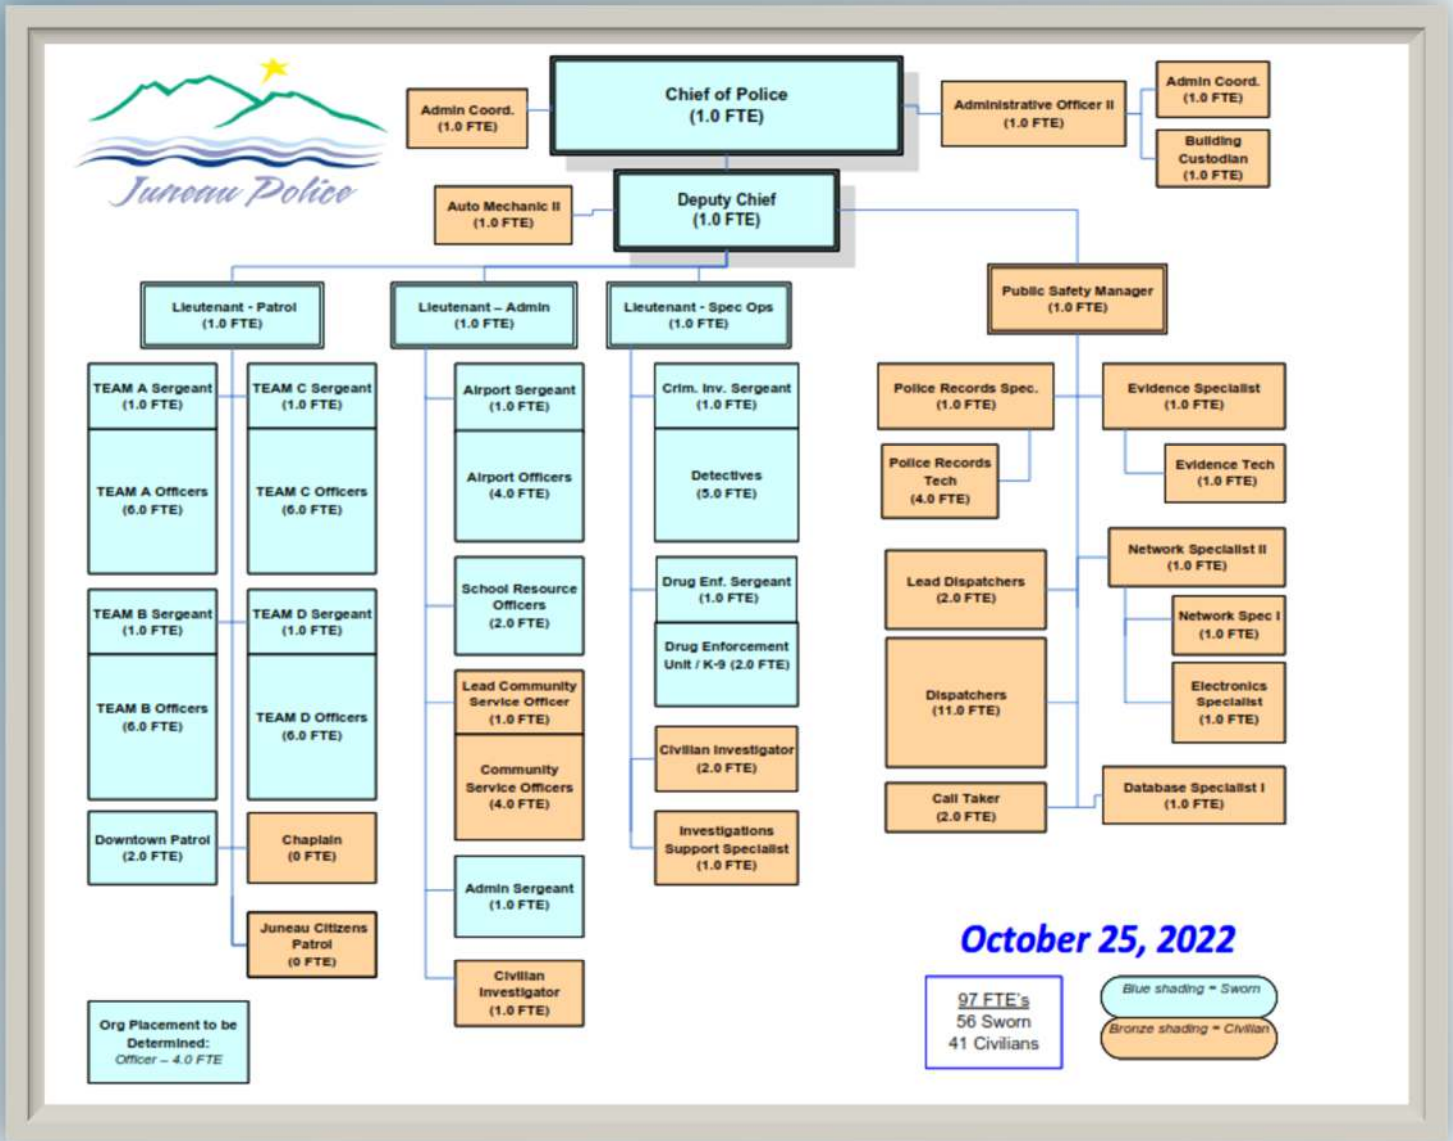 Juneau Police
Admin Coord.
(1.0 FTE)
Chief of Police
(1.0 FTE)
Administrative Officer II
(1.0 FTE)
Admin Coord.
(1.0 FTE)
Building
Custodian
(1.0 FTE)
Auto Mechanic II
(1.0 FTE)
Deputy Chief
(1.0 FTE)
Lieutenant - Patrol
(1.0 FTE)
Lieutenant – Admin
(1.0 FTE)
Lieutenant - Spec Ops
(1.0 FTE)
Public Safety Manager
(1.0 FTE)
TEAM A Sergeant
(1.0 FTE)
TEAM A Officers
(6.0 FTE)
TEAM C Sergeant
(1.0 FTE)
TEAM C Officers
(6.0 FTE)
TEAM B Sergeant
(1.0 FTE)
TEAM B Officers
(6.0 FTE)
TEAM D Sergeant
(1.0 FTE)
TEAM D Officers
(6.0 FTE)
Downtown Patrol
(2.0 FTE)
Chaplain
(0 FTE)
Juneau Citizens
Patrol
(0 FTE)
Airport Sergeant
(1.0 FTE)
Airport Officers
(4.0 FTE)
School Resource
Officers
(2.0 FTE)
Lead Community
Service Officer
(1.0 FTE)
Community
Service Officers
(4.0 FTE)
Admin Sergeant
(1.0 FTE)
Civilian
Investigator
(1.0 FTE)
Crim. Inv. Sergeant
(1.0 FTE)
Detectives
(5.0 FTE)
Drug Enf. Sergeant
(1.0 FTE)
Drug Enforcement
Unit / K-9 (2.0 FTE)
Civilian Investigator
(2.0 FTE)
Investigations
Support Specialist
(1.0 FTE)
Police Records Spec.
(1.0 FTE)
Police Records
Tech
(4.0 FTE)
Evidence Specialist
(1.0 FTE)
Evidence Tech
(1.0 FTE)
Lead Dispatchers
(2.0 FTE)
Dispatchers
(11.0 FTE)
Call Taker
(2.0 FTE)
Network Specialist II
(1.0 FTE)
Network Spec I
(1.0 FTE)
Electronics
Specialist
(1.0 FTE)
Database Specialist I
(1.0 FTE)
Org Placement to be
Determined:
Officer – 4.0 FTE
October 25, 2022
97 FTE's
56 Sworn
41 Civilians
Blue shading = Sworn
Bronze shading = Civilian